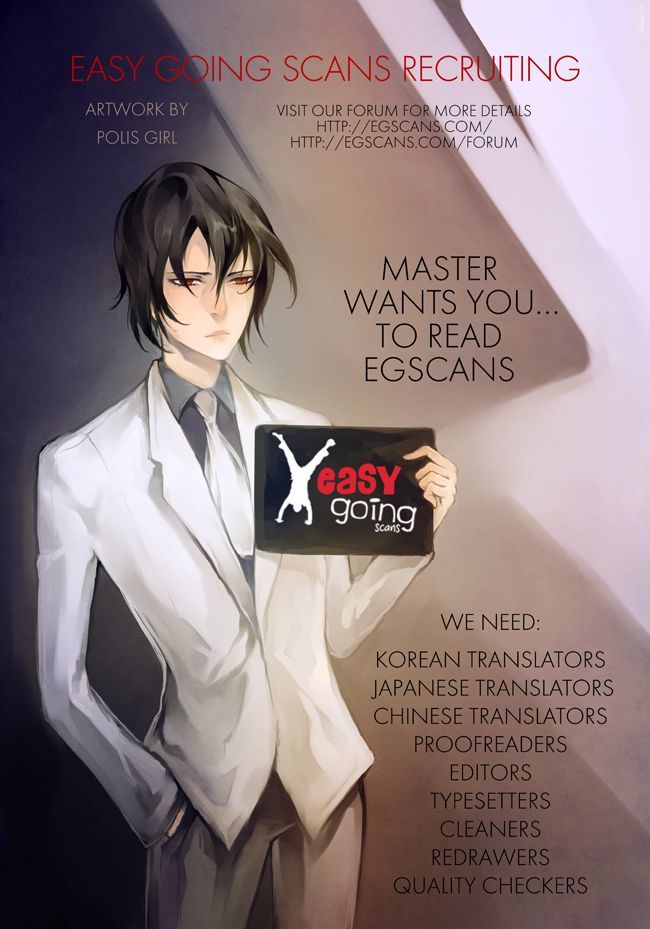 EASY GOING SCANS RECRUITING
ARTWORK BY
POLIS GIRL
VISIT OUR FORUM FOR MORE DETAILS
HTTP://EGSCANS.COM/
HTTP://EGSCANS.COM/FORUM
MASTER
WANTS YOU...
TO READ
EGSCANS
easy
going
scans
WE NEED:
KOREAN TRANSLATORS
JAPANESE TRANSLATORS
CHINESE TRANSLATORS
PROOFREADERS
EDITORS
TYPESETTERS
CLEANERS
REDRAWERS
QUALITY CHECKERS